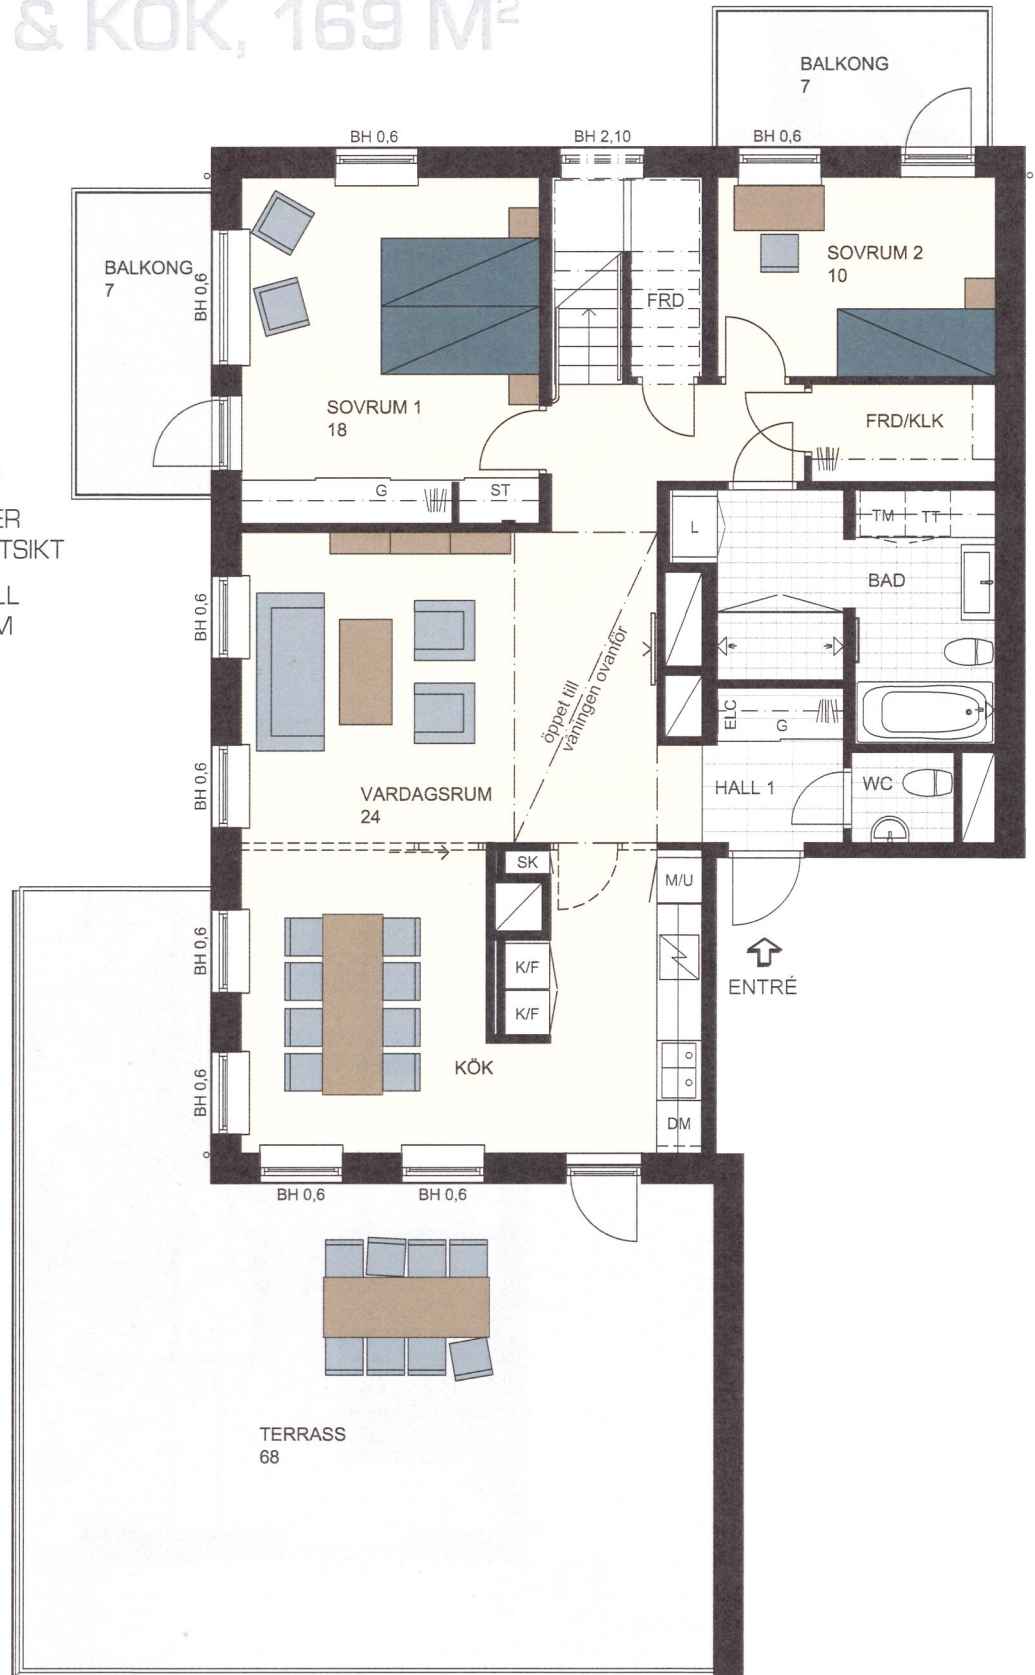 & KÖK, 169 M²
BALKONG
7
BH 0,6
BH 2,10
BH 0,6
BALKONG
7
BH 0,6
SOVRUM 2
10
FRD
SOVRUM 1
18
FRD/KLK
G
ST
L
TM
TT
ER
TSIKT
LL
M
BAD
BH 0,6
öppet till
våningen ovanför
ELC
G
BH 0,6
VARDAGSRUM
24
HALL 1
WC
SK
M/U
BH 0,6
K/F
K/F
ENTRÉ
KÖK
BH 0,6
DM
BH 0,6
BH 0,6
TERRASS
68